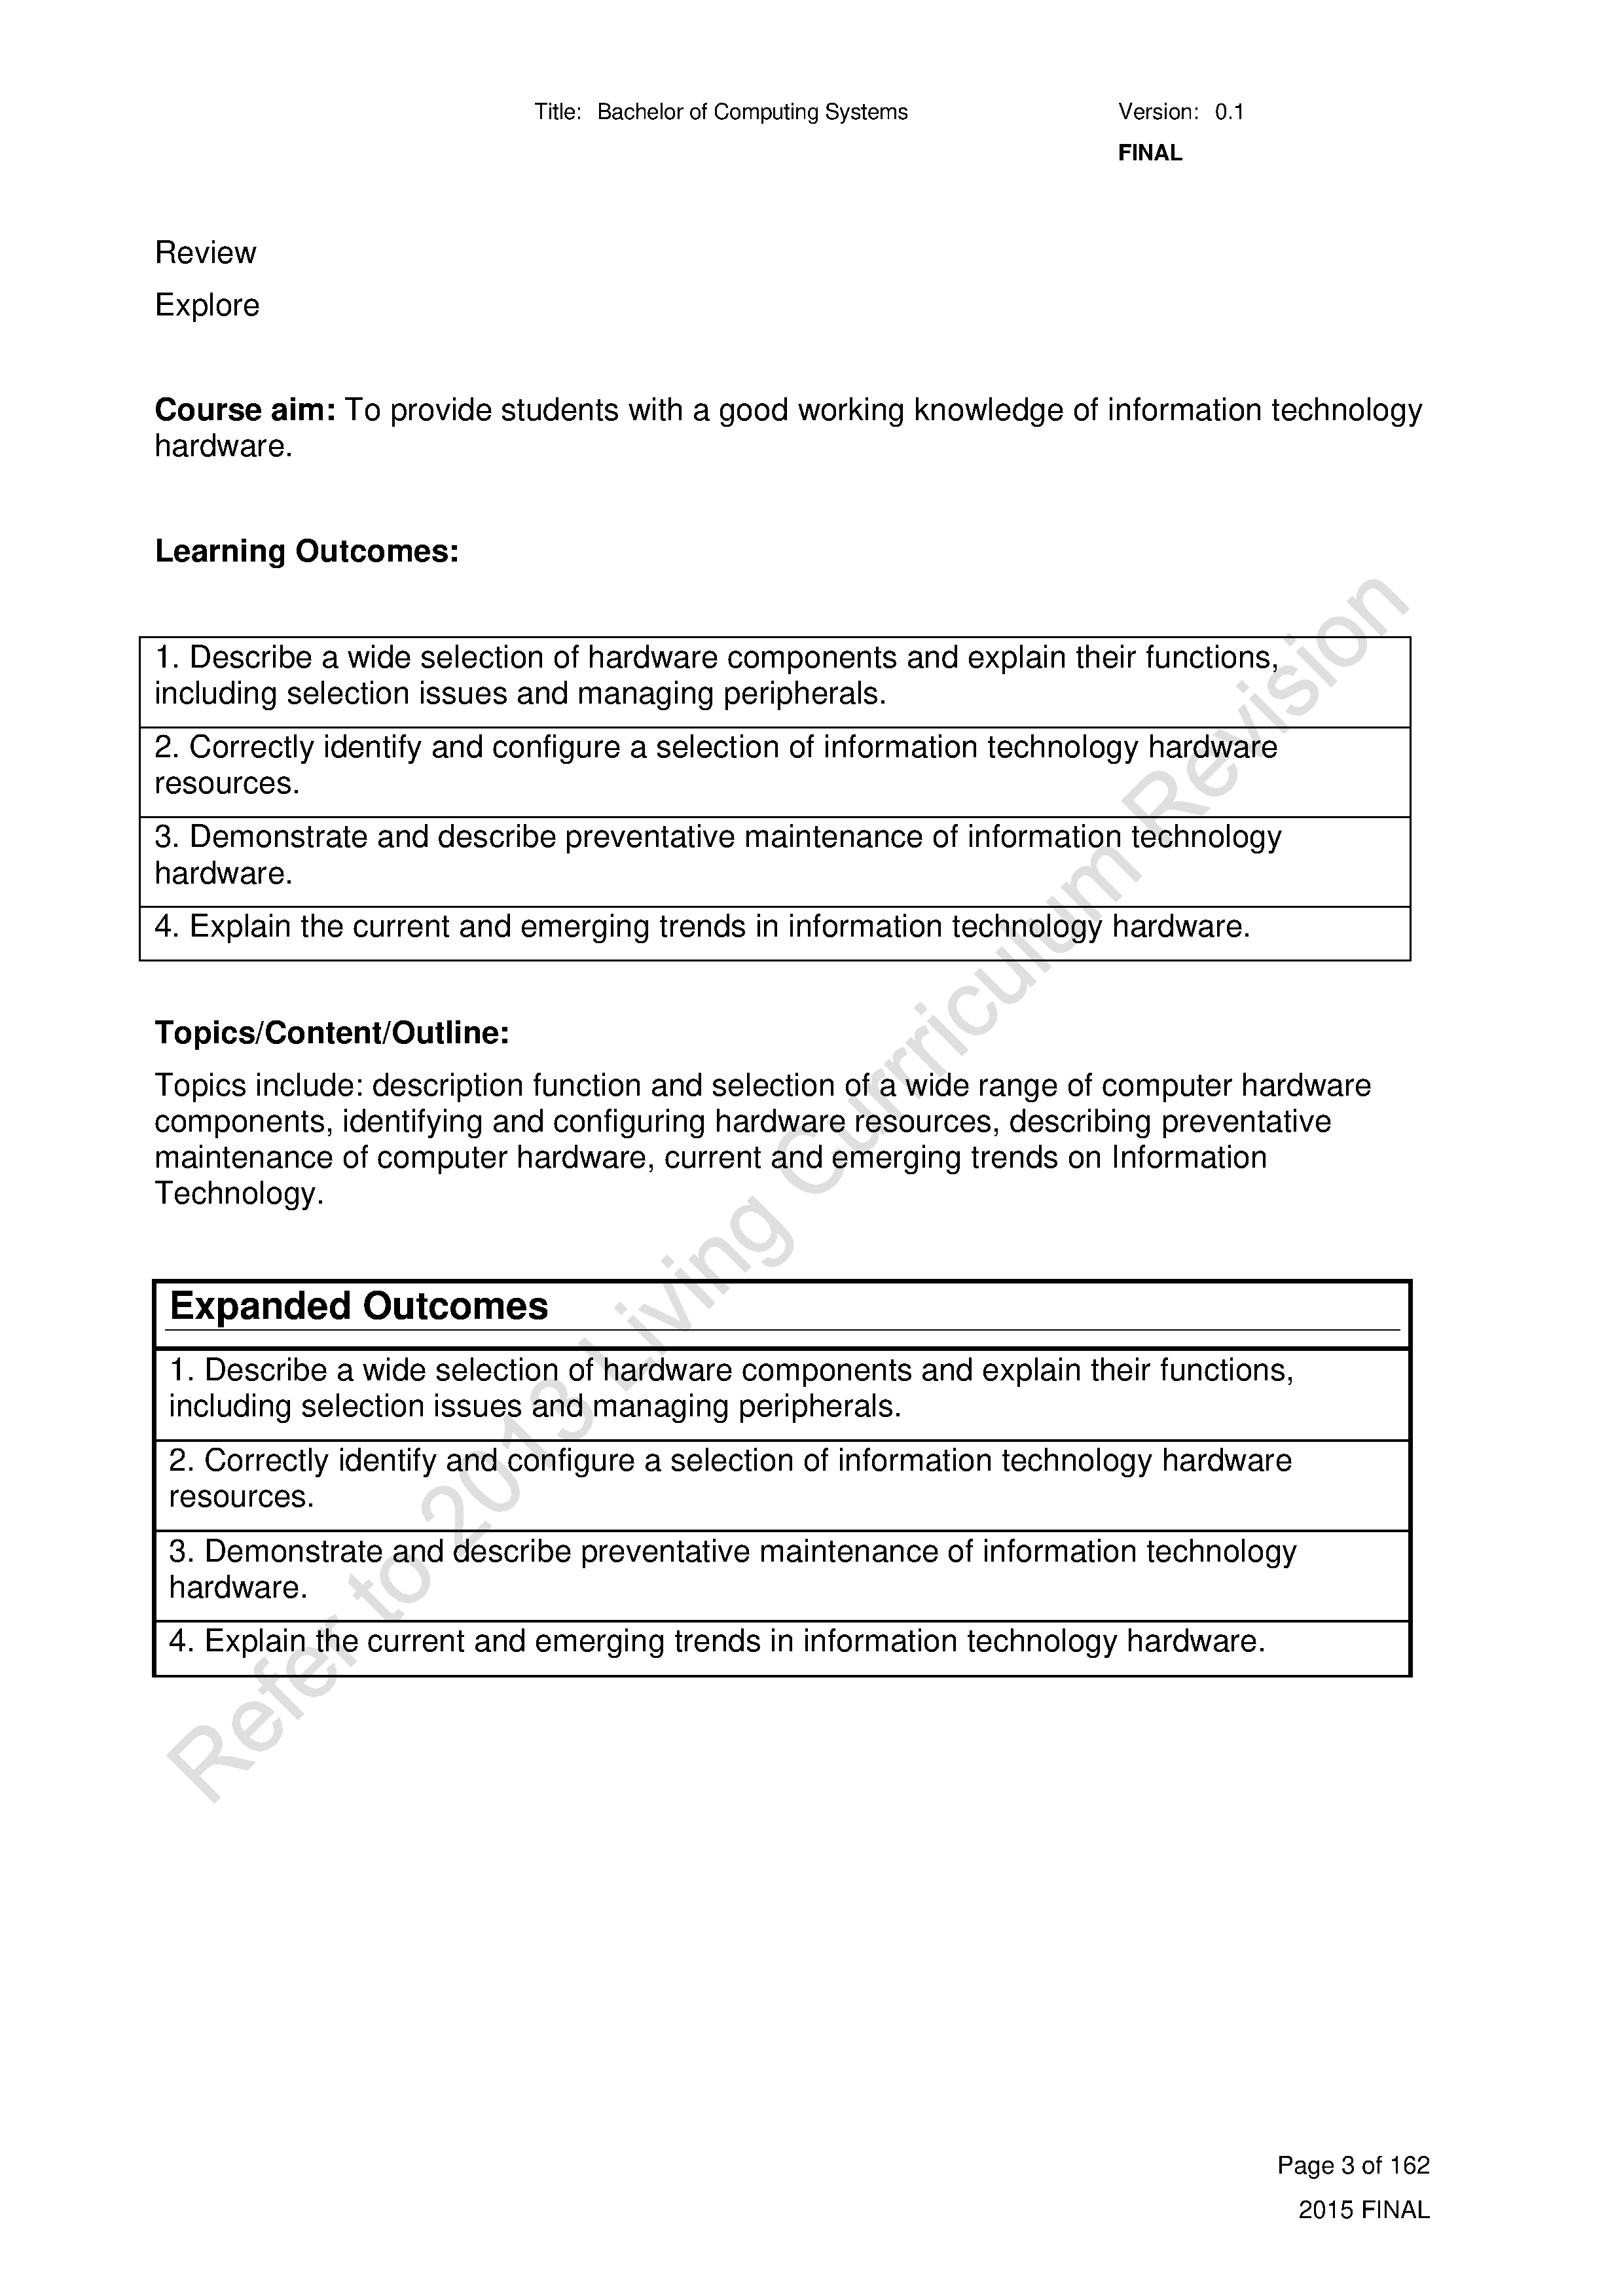 Title: Bachelor of Computing Systems Version: 0.1
FINAL
Review
Explore
Course aim: To provide students with a good working knowledge of information technology
hardware.
Learning Outcomes:
1. Describe a wide selection of hardware components and explain their functions,
including selection issues and managing peripherals.
2. Correctly identify and configure a selection of information technology hardware
resources.
3. Demonstrate and describe preventative maintenance of information technology
hardware.
4. Explain the current and emerging trends in information technology hardware.
Topics/Content/Outline:
Topics include: description function and selection of a wide range of computer hardware
components, identifying and configuring hardware resources, describing preventative
maintenance of computer hardware, current and emerging trends on Information
Technology.
Expanded Outcomes
1. Describe a wide selection of hardware components and explain their functions,
including selection issues and managing peripherals.
2. Correctly identify and configure a selection of information technology hardware
resources.
3. Demonstrate and describe preventative maintenance of information technology
hardware.
4. Explain the current and emerging trends in information technology hardware.
Refer to 2013 Living Currriculum Revision
Page 3 of 162
2015 FINAL